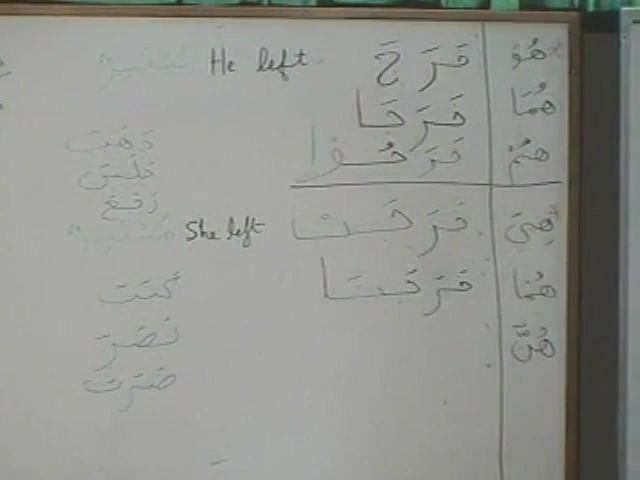 هُوَ خَرَجَ He left
هُمَا خَرَجَا
ذَهَبَ
هُمْ خَرَجُوا
جَلَسَ
رَفَعَ
هِيَ خَرَجَتْ She left
هُمَا خَرَجَتَا
كَتَبَ
هُنَّ
نَصَرَ
ضَرَبَ